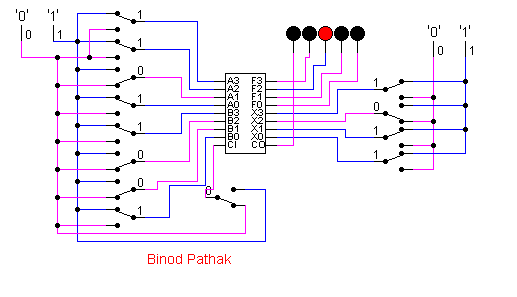 '0' '1' '0' '1'
0 1 1 0 1
1
0
1
1
0
0
1
A3 F3
A2 F2
A1 F1
A0 F0
B3 X3
B2 X2
B1 X1
B0 X0
CI CO
1
0
1
1
0
Binod Pathak